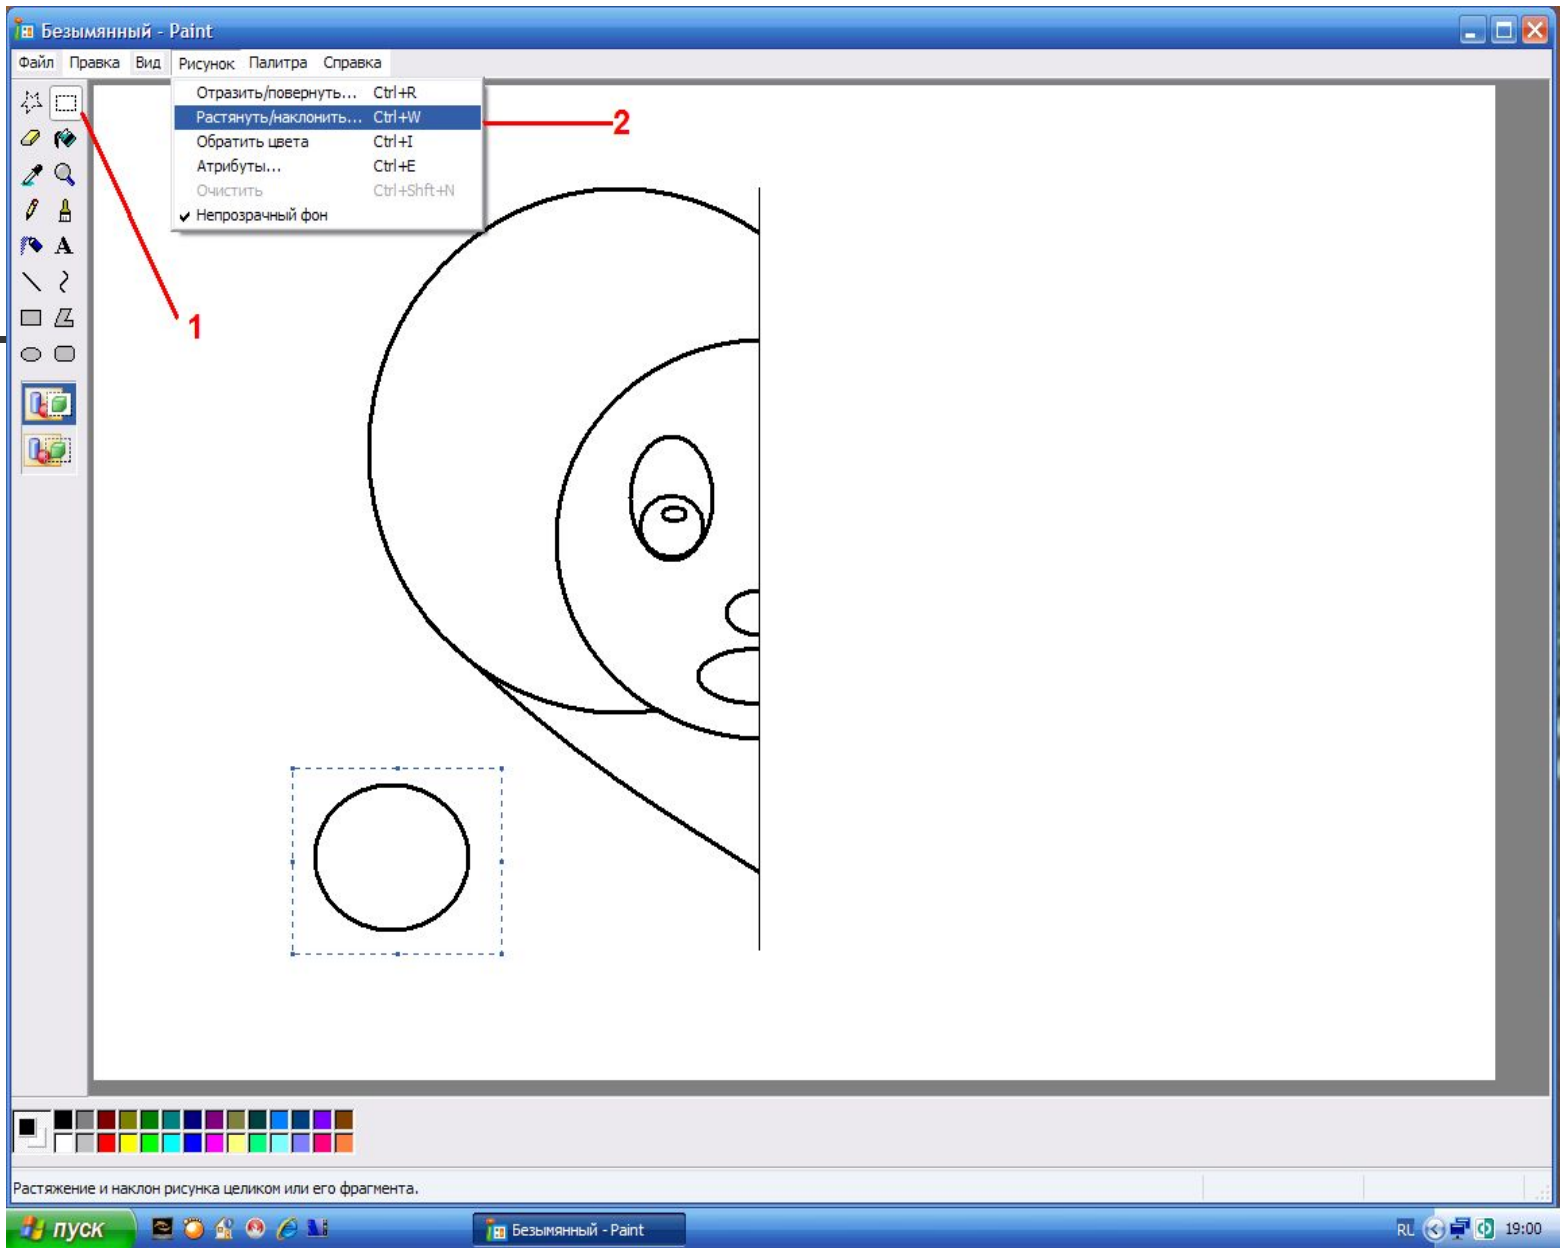 Безымянный - Paint
Файл Правка Вид Рисунок Палитра Справка
Отразить/повернуть... Ctrl+R
Растянуть/наклонить... Ctrl+W
2
Обратить цвета Ctrl+I
Атрибуты... Ctrl+E
Очистить Ctrl+Shft+N
Непрозрачный фон
A
1
Растяжение и наклон рисунка целиком или его фрагмента.
пуск
Безымянный - Paint
RU
19:00